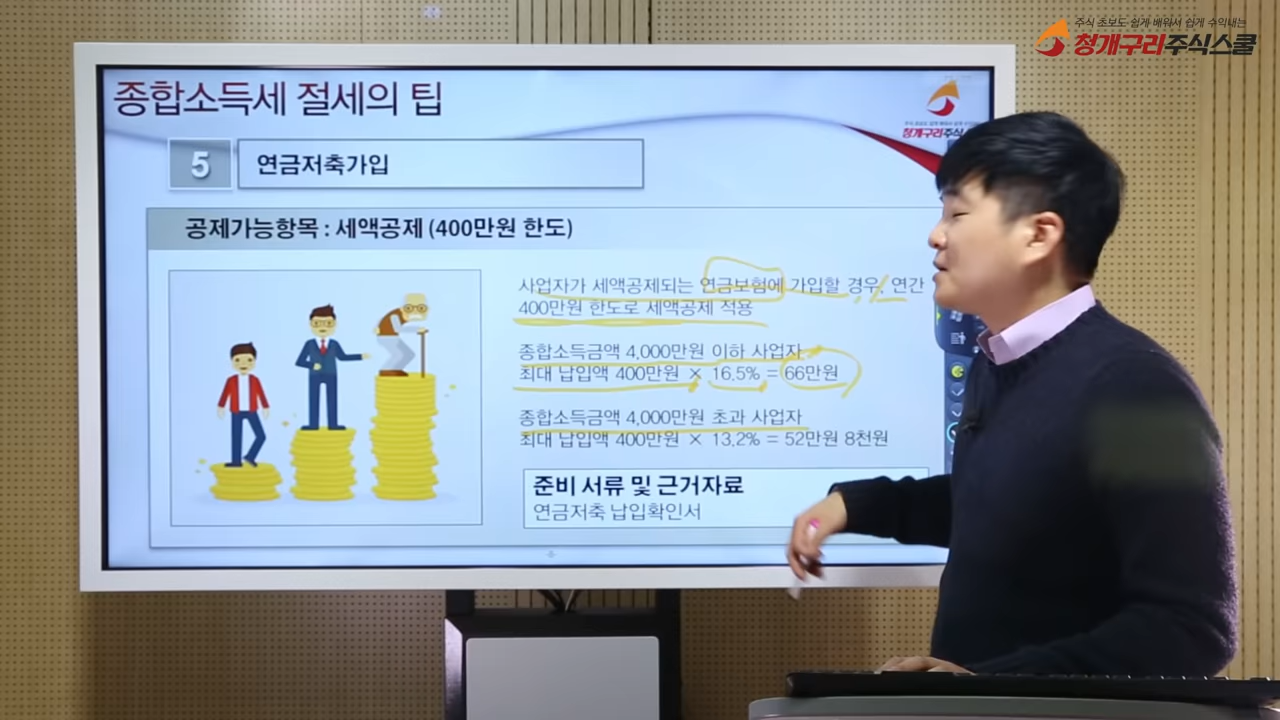 주식 초보도 쉽게 배워서 쉽게 수익내는
청개구리주식스쿨
종합소득세 절세의 팁
청개구리주식스
5
연금저축가입
공제가능항목 : 세액공제 (400만원 한도)
사업자가 세액공제되는 연금보험에 가입할 경우, 연간
400만원 한도로 세액공제 적용
종합소득금액 4,000만원 이하 사업자
최대 납입액 400만원 × 16.5% = 66만원
종합소득금액 4,000만원 초과 사업자
최대 납입액 400만원 × 13.2% = 52만원 8천원
준비 서류 및 근거자료
연금저축 납입확인서